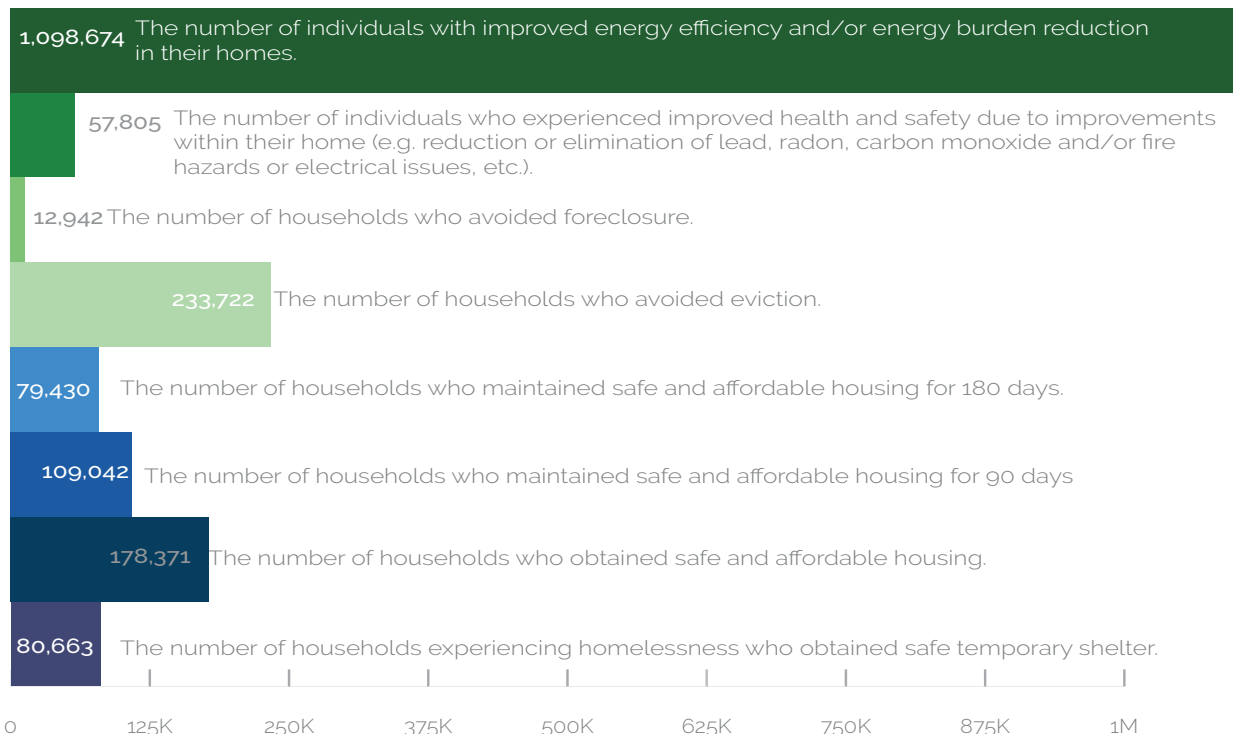 1,098,674 The number of individuals with improved energy efficiency and/or energy burden reduction
in their homes.
57,805 The number of individuals who experienced improved health and safety due to improvements
within their home (e.g. reduction or elimination of lead, radon, carbon monoxide and/or fire
hazards or electrical issues, etc.).
12,942 The number of households who avoided foreclosure.
233,722 The number of households who avoided eviction.
79,430 The number of households who maintained safe and affordable housing for 180 days.
109,042 The number of households who maintained safe and affordable housing for 90 days
178,371 The number of households who obtained safe and affordable housing.
80,663 The number of households experiencing homelessness who obtained safe temporary shelter.
0 125K 250K 375K 500K 625K 750K 875K 1M